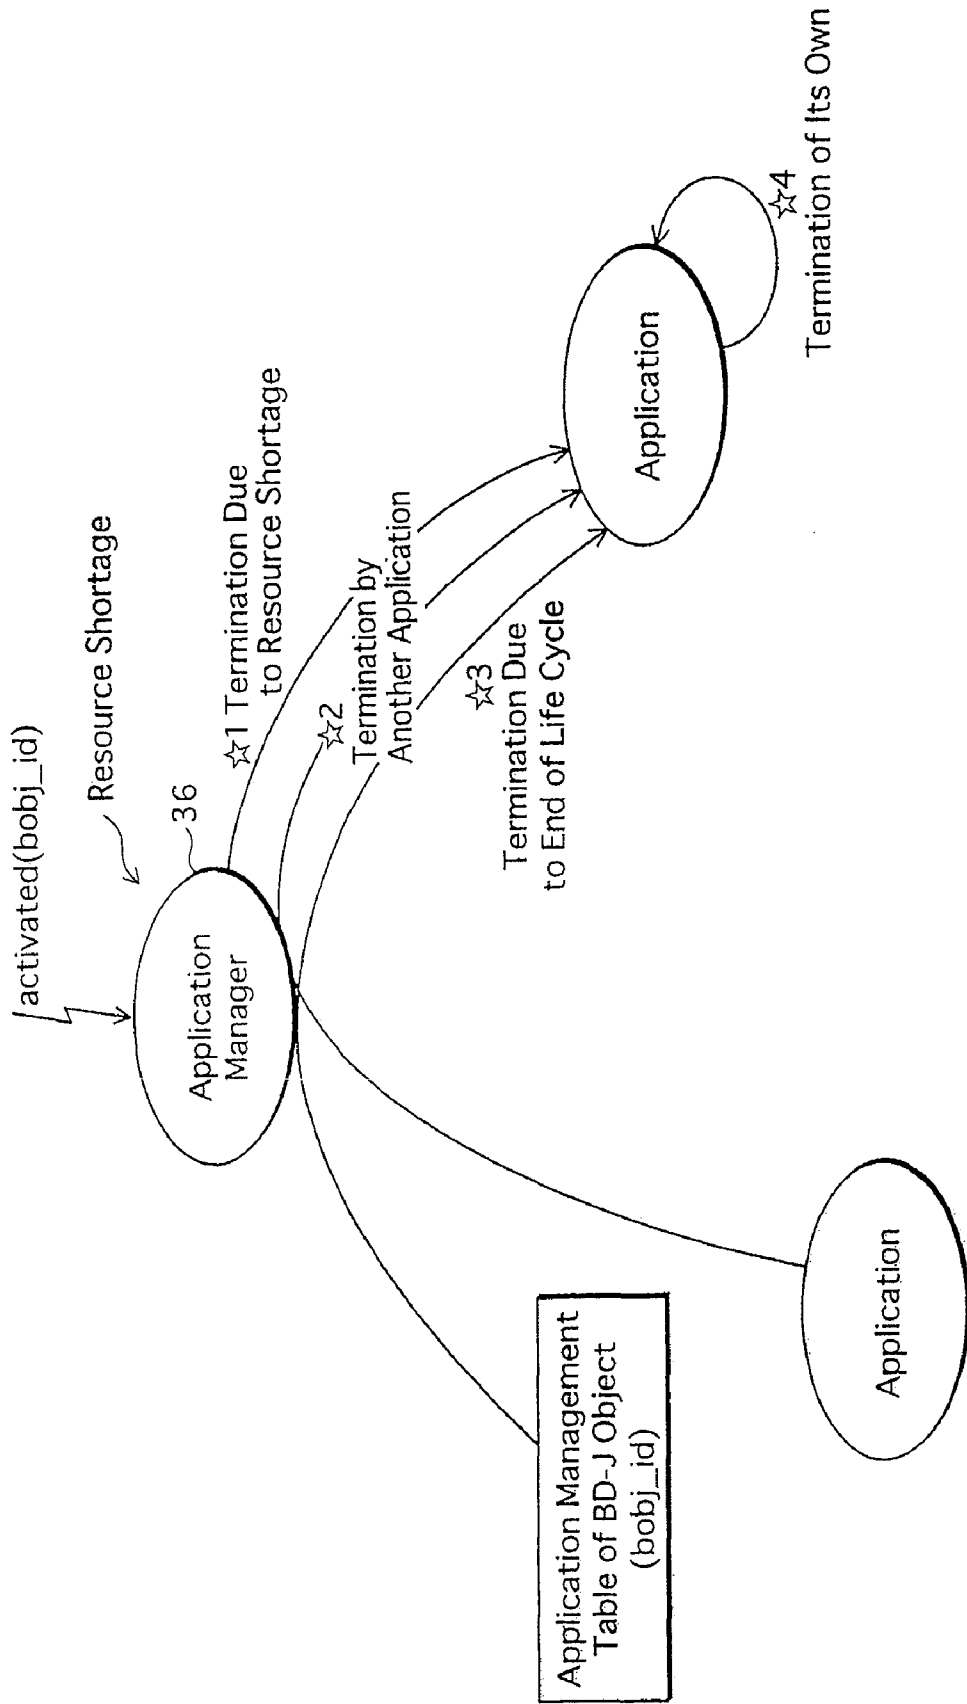 activated(bobj_id)
Resource Shortage
36
Application
Manager
☆1 Termination Due
to Resource Shortage
☆2
Termination by
Another Application
☆3
Termination Due
to End of Life Cycle
Application
☆4
Termination of Its Own
Application Management
Table of BD-J Object
(bobj_id)
Application